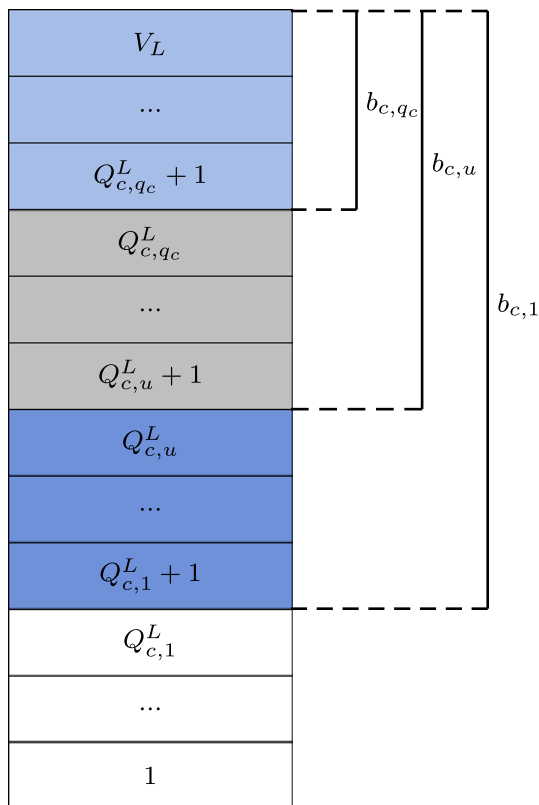 $V_L$
...
$Q^L_{c,q_c} + 1$
$b_{c,q_c}$
$b_{c,u}$
$Q^L_{c,q_c}$
...
$b_{c,1}$
$Q^L_{c,u} + 1$
$Q^L_{c,u}$
...
$Q^L_{c,1} + 1$
$Q^L_{c,1}$
...
1